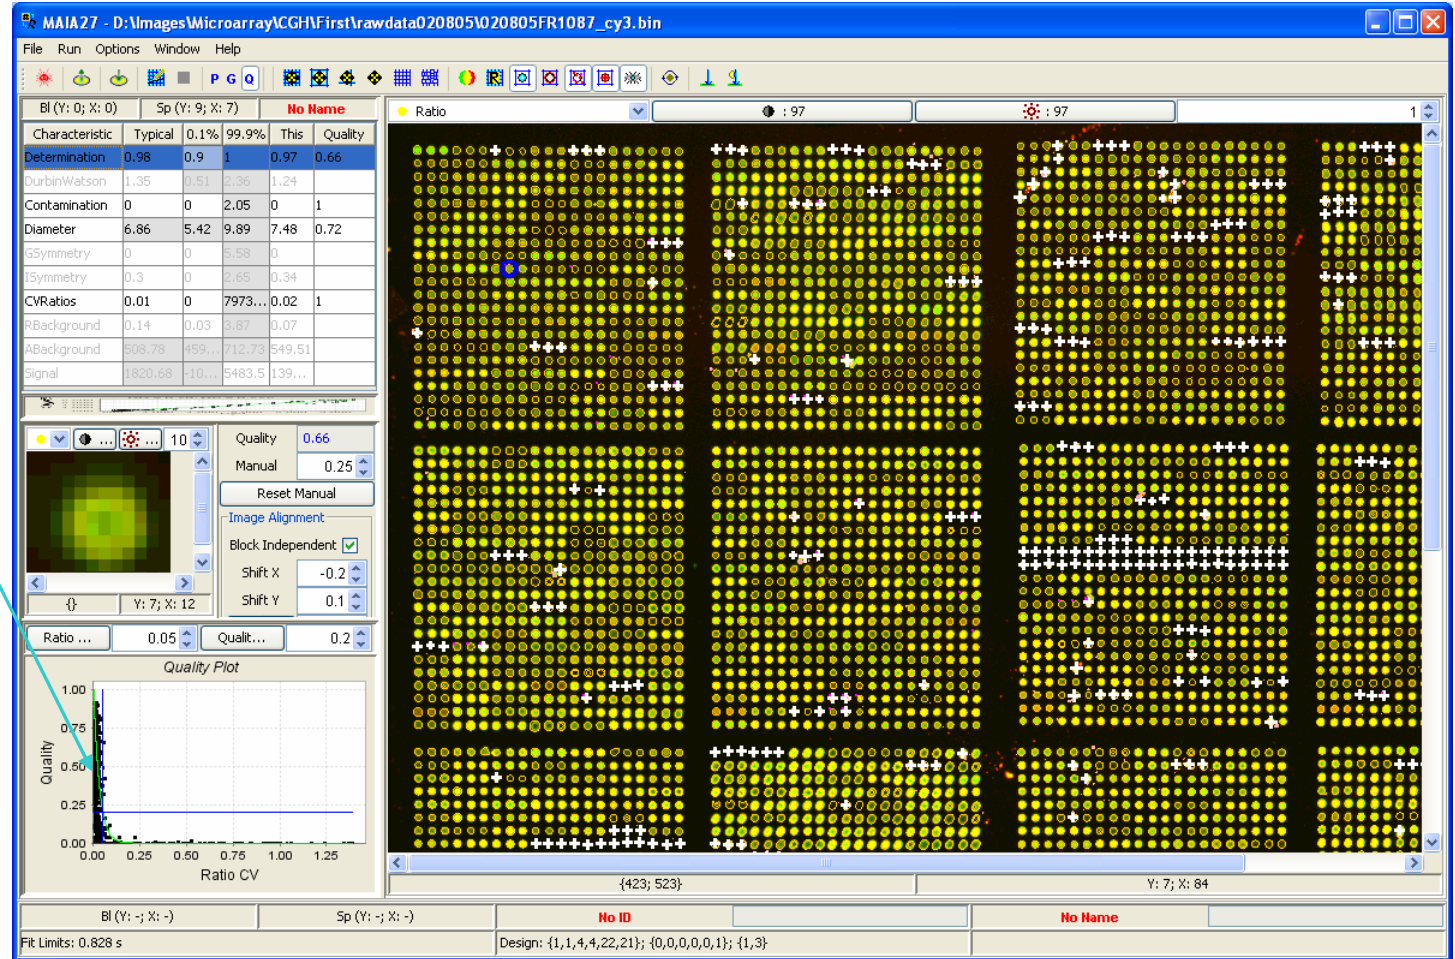 MAIA27 - D:\Images\Microarray\CGH\First\rawdata020805\020805FR1087_cy3.bin
File Run Options Window Help
P G Q
Bl (Y: 0; X: 0) Sp (Y: 9; X: 7) No Name
Characteristic Typical 0.1% 99.9% This Quality
Determination 0.98 0.9 1 0.97 0.66
DurbinWatson 1.35 0.51 2.36 1.24
Contamination 0 0 2.05 0 1
Diameter 6.86 5.42 9.89 7.48 0.72
GSymmetry 0 0 5.58 0
ISymmetry 0.3 0 2.65 0.34
CVRatios 0.01 0 7973... 0.02 1
RBackground 0.14 0.03 3.87 0.07
ABackground 508.78 459... 712.73 549.51
Signal 1820.68 -10... 5483.5 139...
Ratio : 97 : 97 1
... ... 10
Quality 0.66
Manual 0.25
Reset Manual
Image Alignment
Block Independent
Shift X -0.2
Shift Y 0.1
{} Y: 7; X: 12
Ratio ... 0.05 Qualit... 0.2
Quality Plot
Quality
1.00
0.75
0.50
0.25
0.00
0.00 0.25 0.50 0.75 1.00 1.25
Ratio CV
{423; 523} Y: 7; X: 84
Bl (Y: -; X: -) Sp (Y: -; X: -) No ID No Name
Fit Limits: 0.828 s Design: {1,1,4,4,22,21}; {0,0,0,0,0,1}; {1,3}